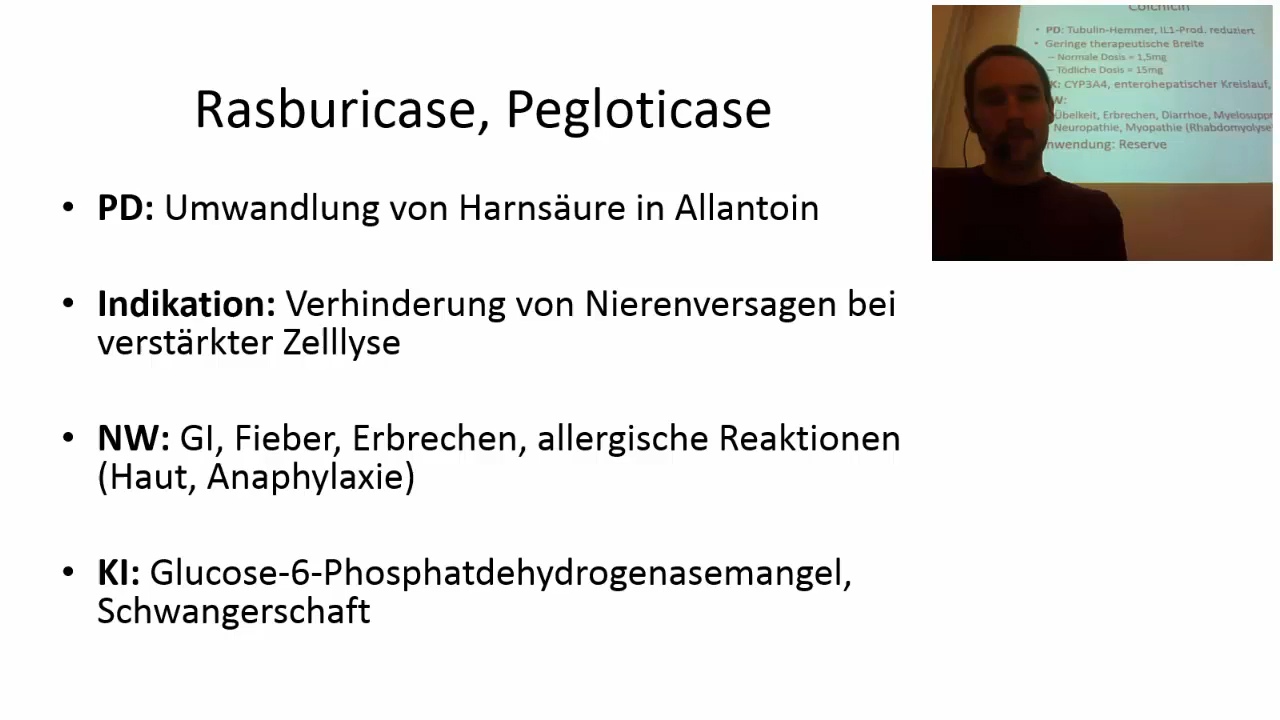 Rasburicase, Pegloticase
• PD: Umwandlung von Harnsäure in Allantoin
• Indikation: Verhinderung von Nierenversagen bei
verstärkter Zelllyse
• NW: GI, Fieber, Erbrechen, allergische Reaktionen
(Haut, Anaphylaxie)
• KI: Glucose-6-Phosphatdehydrogenasemangel,
Schwangerschaft
Colchicin
• PD: Tubulin-Hemmer, IL1-Prod. reduziert
• Geringe therapeutische Breite
– Normale Dosis = 1,5mg
– Tödliche Dosis = 15mg
K: CYP3A4, enterohepatischer Kreislauf,
W:
Übelkeit, Erbrechen, Diarrhoe, Myelosuppr
Neuropathie, Myopathie (Rhabdomyolyse
nwendung: Reserve